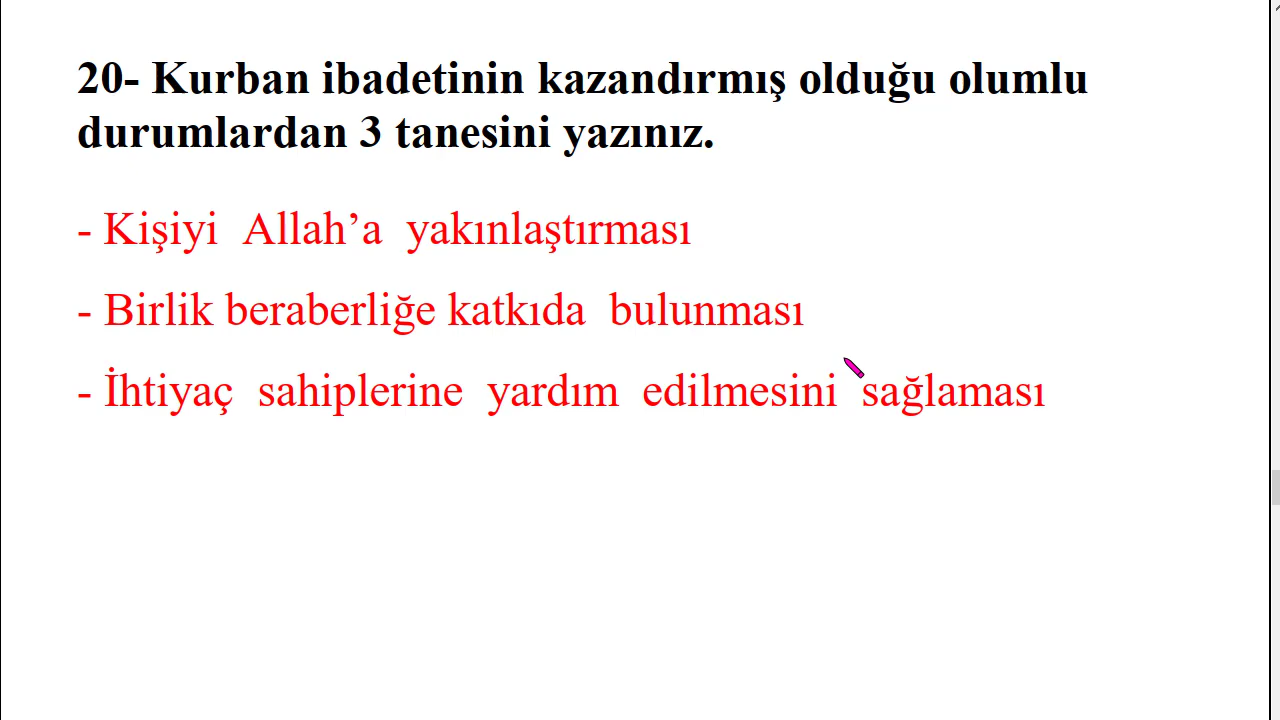 20- Kurban ibadetinin kazandırmış olduğu olumlu
durumlardan 3 tanesini yazınız.
- Kişiyi Allah’a yakınlaştırması
- Birlik beraberliğe katkıda bulunması
- İhtiyaç sahiplerine yardım edilmesini sağlaması